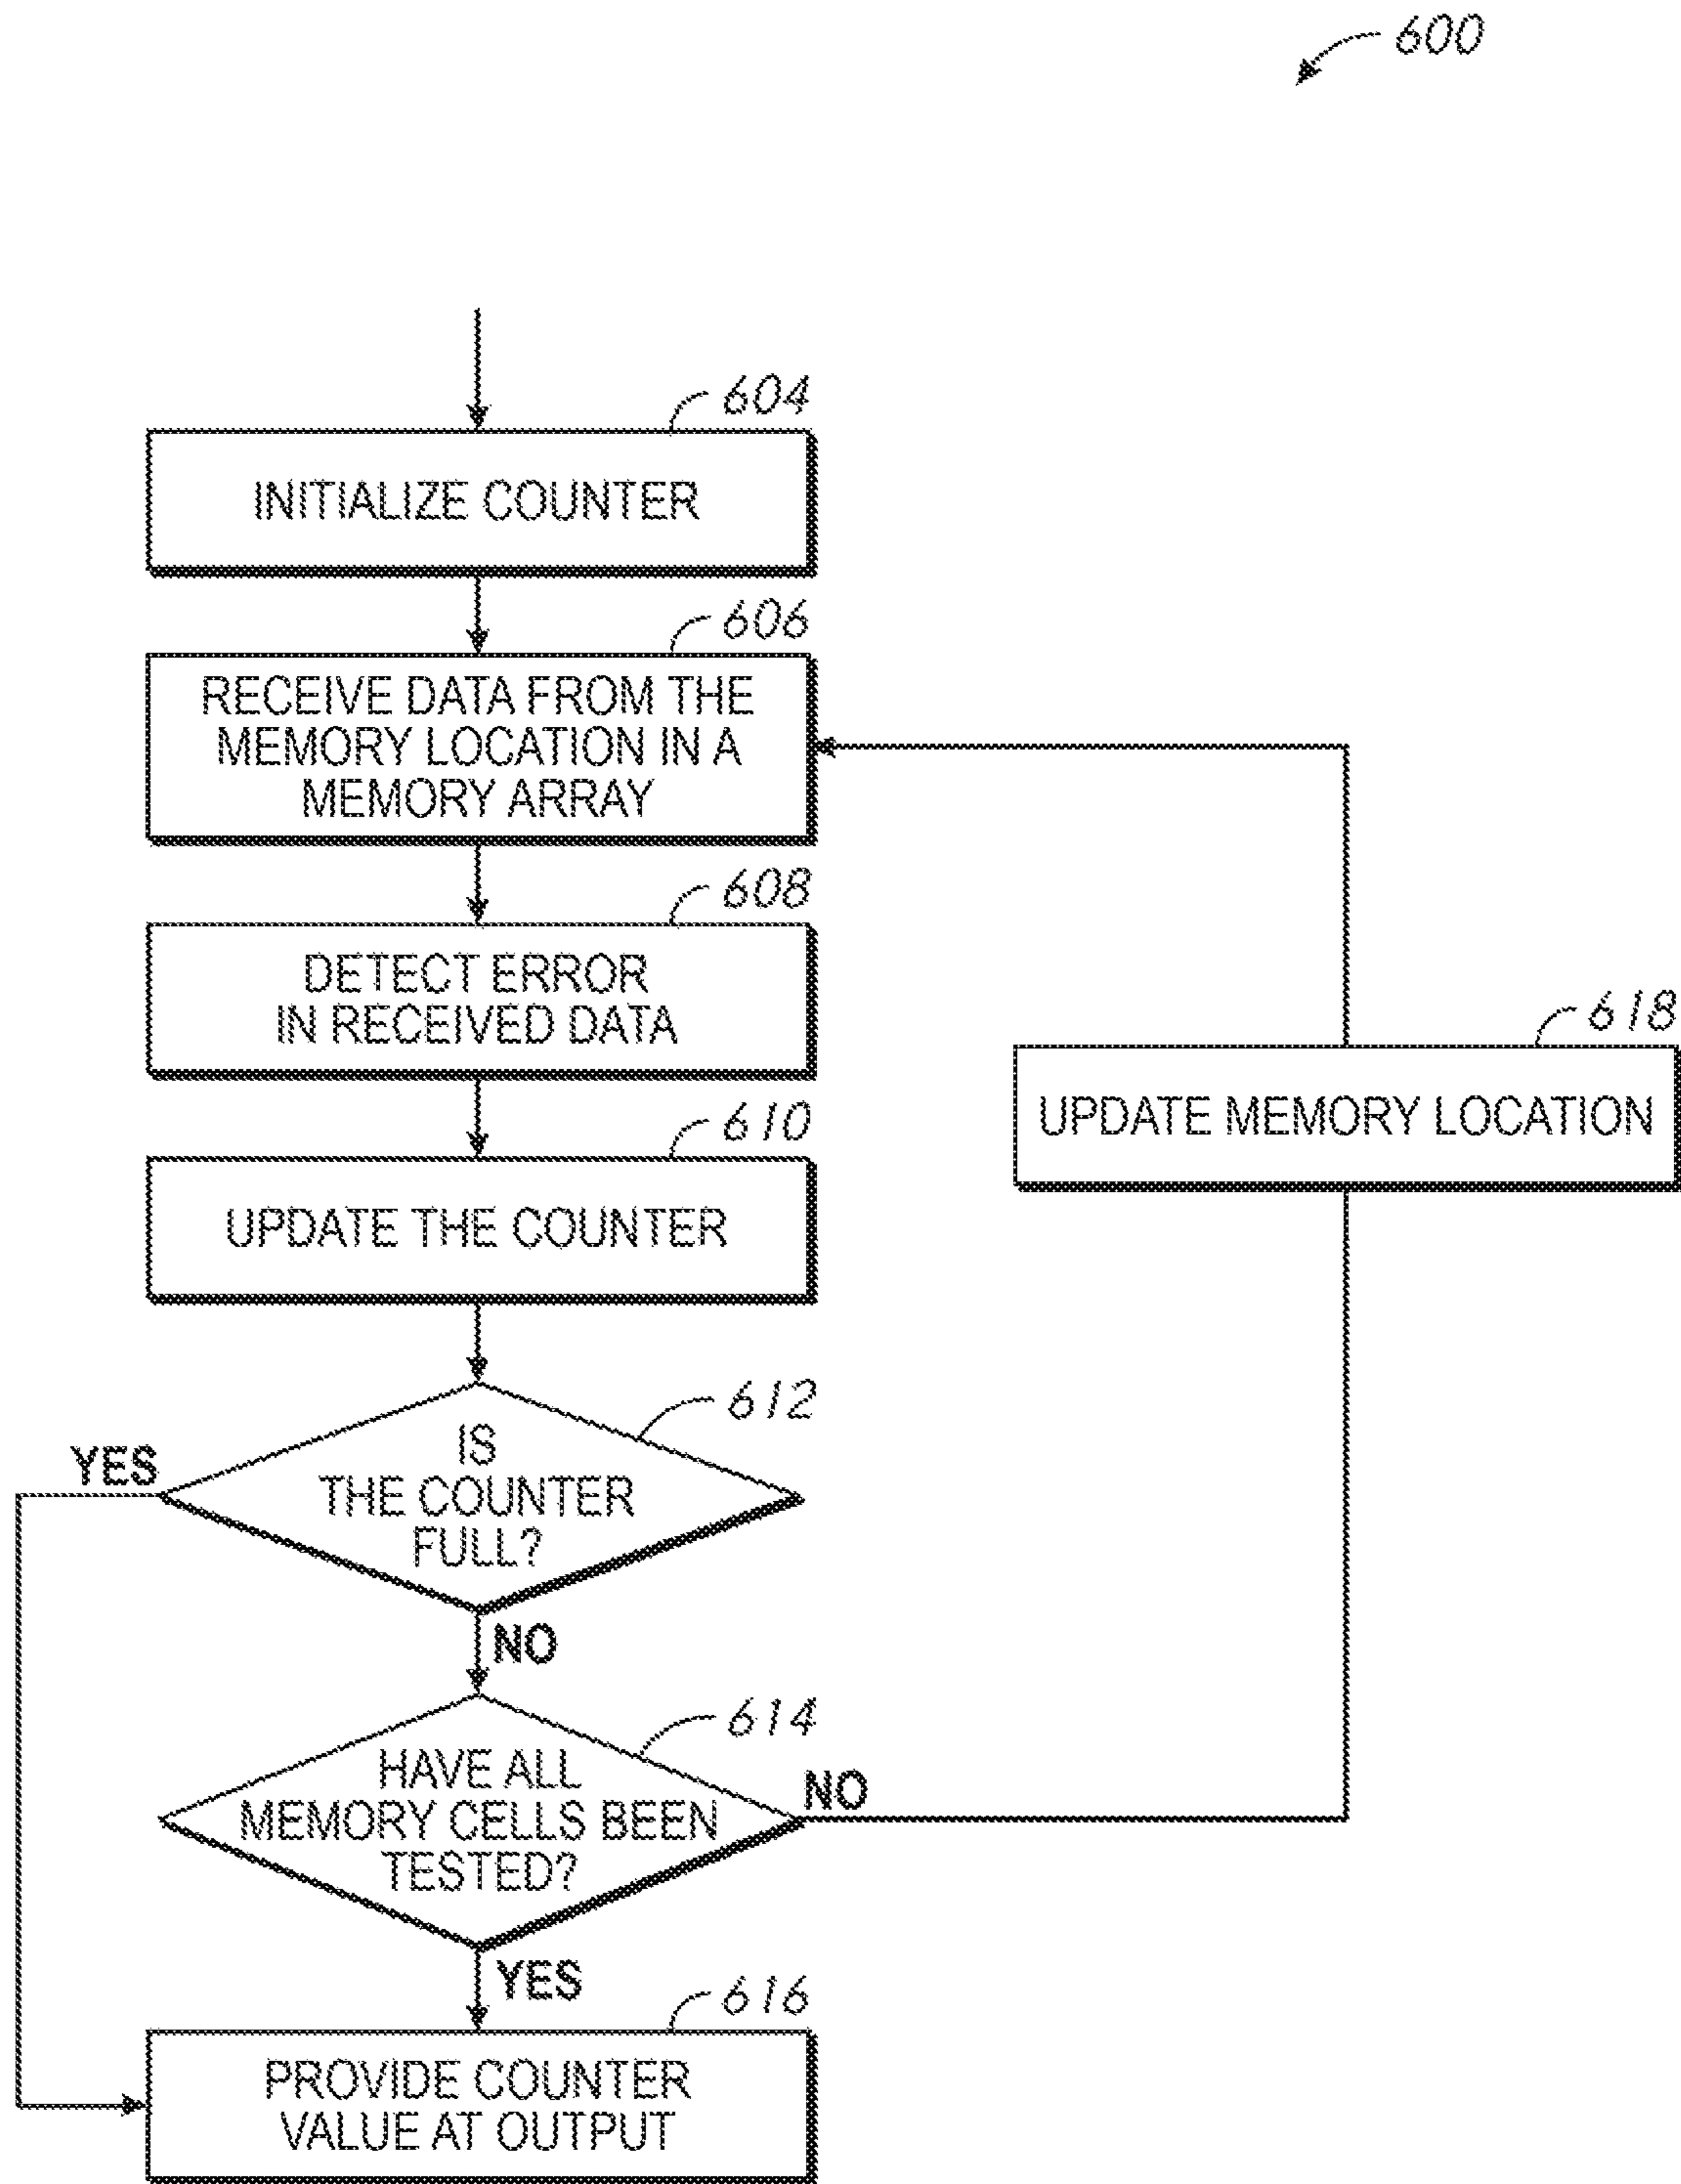 600
604
INITIALIZE COUNTER
606
RECEIVE DATA FROM THE
MEMORY LOCATION IN A
MEMORY ARRAY
608
DETECT ERROR
IN RECEIVED DATA
618
UPDATE MEMORY LOCATION
610
UPDATE THE COUNTER
612
YES
IS
THE COUNTER
FULL?
NO
614
HAVE ALL
MEMORY CELLS BEEN
TESTED?
NO
YES
616
PROVIDE COUNTER
VALUE AT OUTPUT